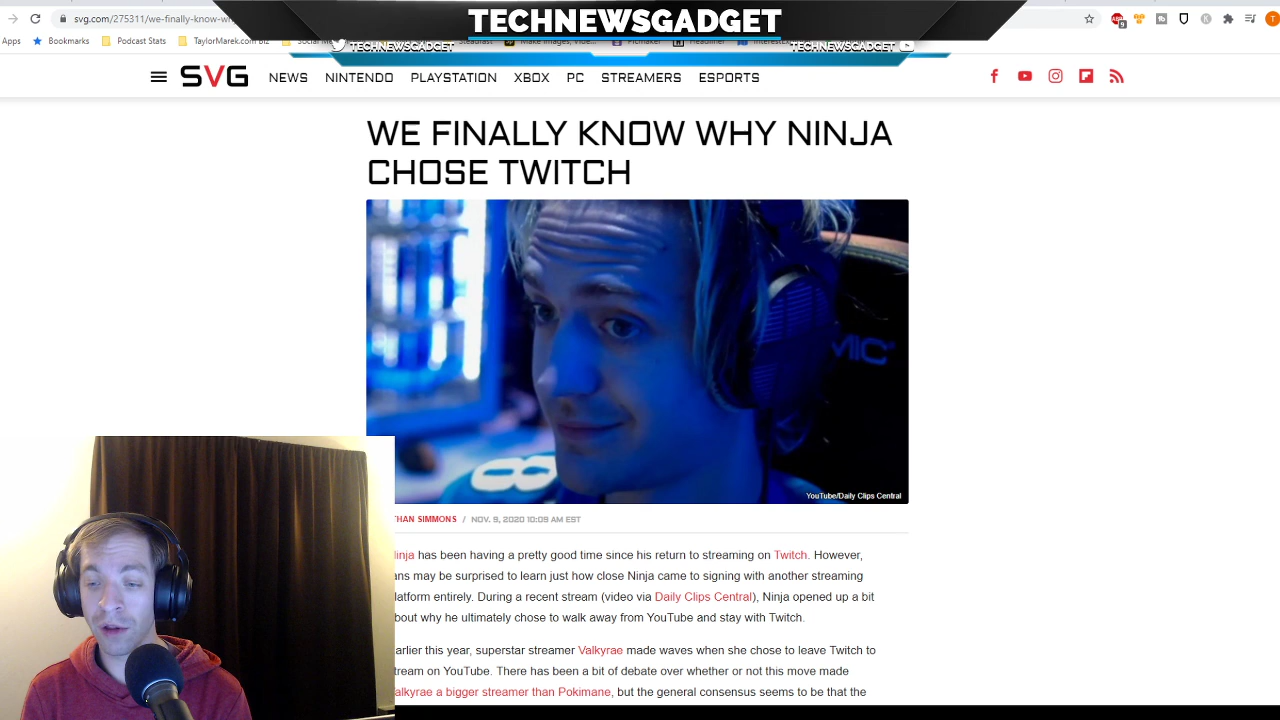 TECHNEWSGADGET
svg.com/275311/we-finally-know-wh
9
T
Apps
Bookmarks
Podcast Stats
TaylorMarek.com Biz
TECHNEWSGADGET
TECHNEWSGADGET
SVG
NEWS
NINTENDO
PLAYSTATION
XBOX
PC
STREAMERS
ESPORTS
WE FINALLY KNOW WHY NINJA
CHOSE TWITCH
MIC
YouTube/Daily Clips Central
THAN SIMMONS / NOV. 9, 2020 10:09 AM EST
inja has been having a pretty good time since his return to streaming on Twitch. However,
ans may be surprised to learn just how close Ninja came to signing with another streaming
latform entirely. During a recent stream (video via Daily Clips Central), Ninja opened up a bit
bout why he ultimately chose to walk away from YouTube and stay with Twitch.
arlier this year, superstar streamer Valkyrae made waves when she chose to leave Twitch to
tream on YouTube. There has been a bit of debate over whether or not this move made
alkyrae a bigger streamer than Pokimane, but the general consensus seems to be that the